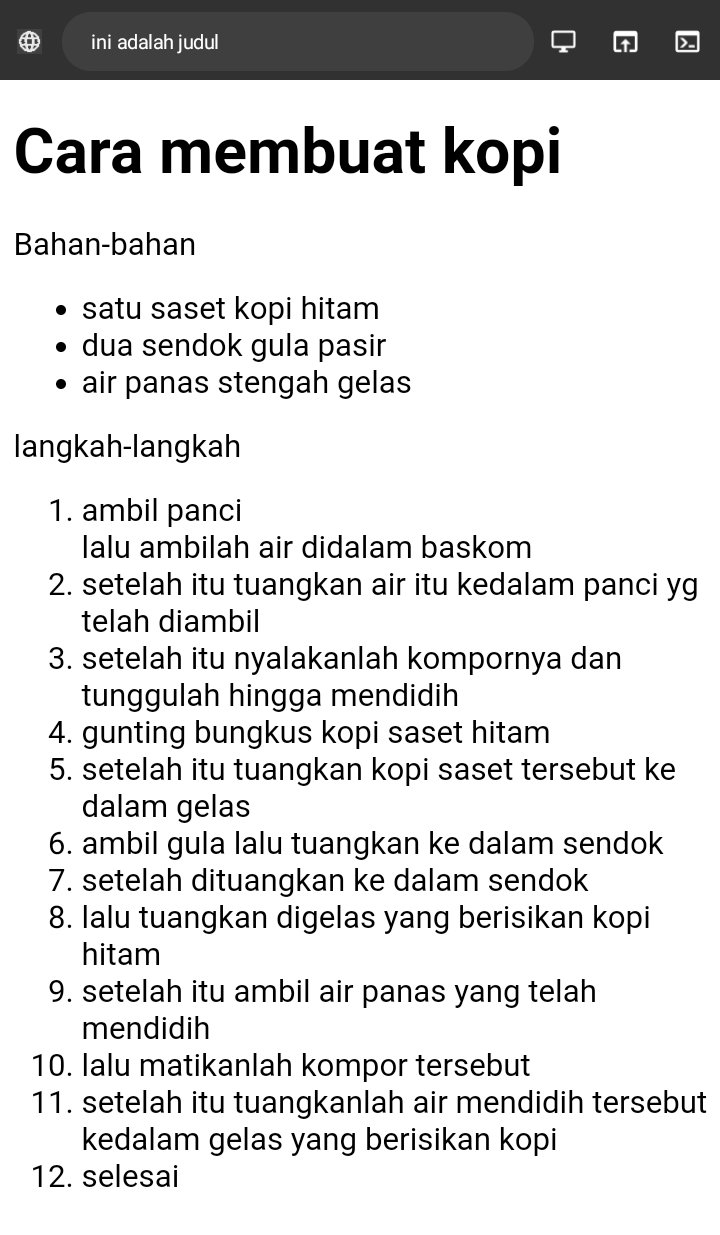 ini adalah judul
Cara membuat kopi
Bahan-bahan
• satu saset kopi hitam
• dua sendok gula pasir
• air panas stengah gelas
langkah-langkah
1. ambil panci
lalu ambilah air didalam baskom
2. setelah itu tuangkan air itu kedalam panci yg
telah diambil
3. setelah itu nyalakanlah kompornya dan
tunggulah hingga mendidih
4. gunting bungkus kopi saset hitam
5. setelah itu tuangkan kopi saset tersebut ke
dalam gelas
6. ambil gula lalu tuangkan ke dalam sendok
7. setelah dituangkan ke dalam sendok
8. lalu tuangkan digelas yang berisikan kopi
hitam
9. setelah itu ambil air panas yang telah
mendidih
10. lalu matikanlah kompor tersebut
11. setelah itu tuangkanlah air mendidih tersebut
kedalam gelas yang berisikan kopi
12. selesai